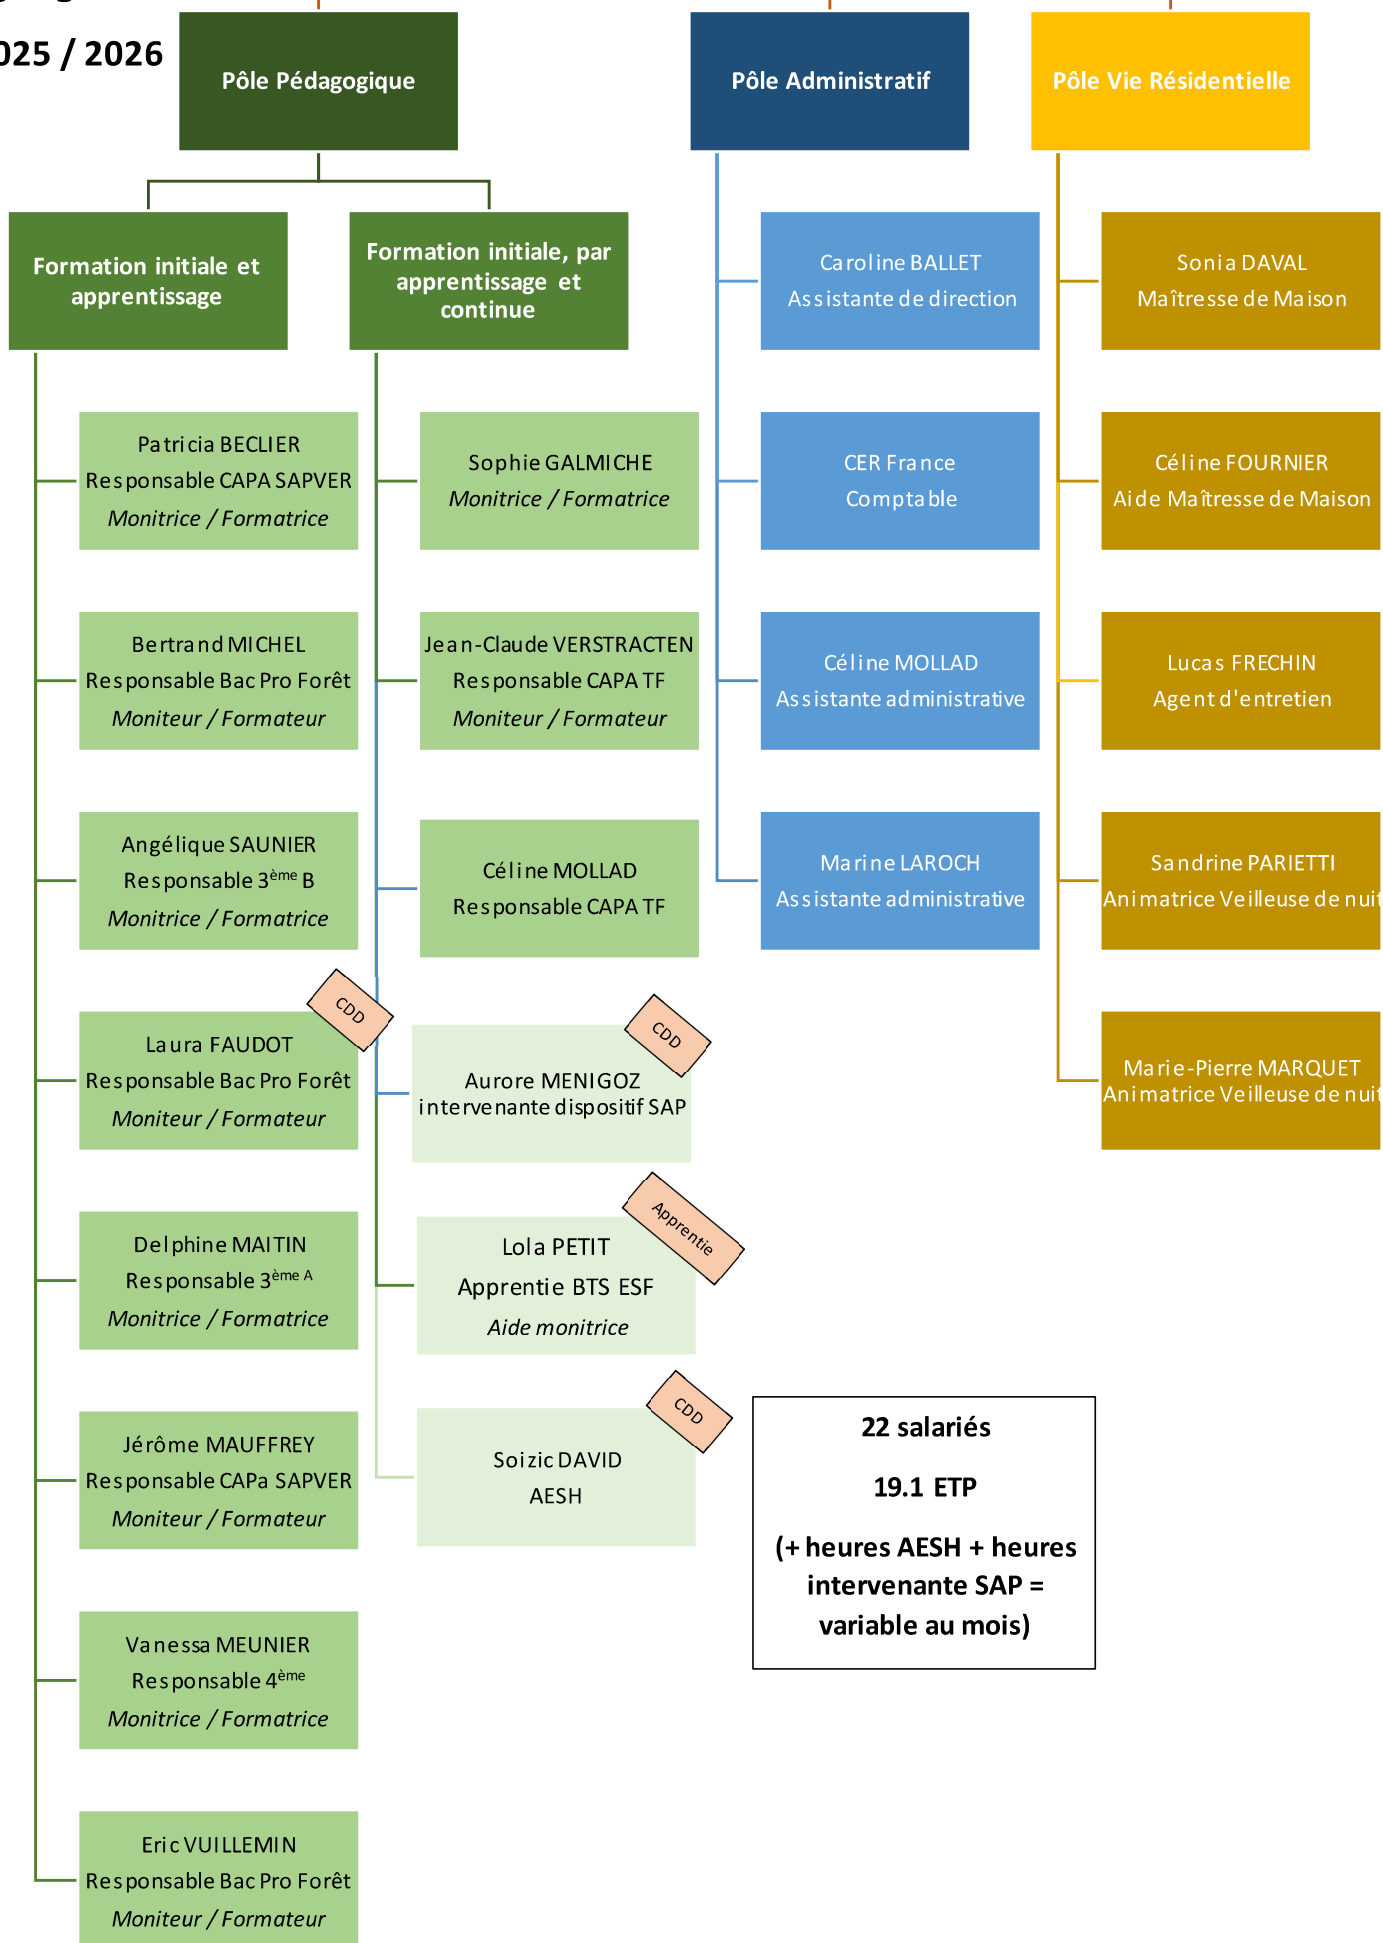 025 / 2026
Pôle Pédagogique
Formation initiale et
apprentissage
Patricia BECLIER
Responsable CAPA SAPVER
Monitrice / Formatrice
Bertrand MICHEL
Responsable Bac Pro Forêt
Moniteur / Formateur
Angélique SAUNIER
Responsable 3ème B
Monitrice / Formatrice
CDD
Laura FAUDOT
Responsable Bac Pro Forêt
Moniteur / Formateur
Delphine MAITIN
Responsable 3ème A
Monitrice / Formatrice
Jérôme MAUFFREY
Responsable CAPa SAPVER
Moniteur / Formateur
Vanessa MEUNIER
Responsable 4ème
Monitrice / Formatrice
Eric VUILLEMIN
Responsable Bac Pro Forêt
Moniteur / Formateur
Formation initiale, par
apprentissage et
continue
Sophie GALMICHE
Monitrice / Formatrice
Jean-Claude VERSTRACTEN
Responsable CAPA TF
Moniteur / Formateur
Céline MOLLAD
Responsable CAPA TF
CDD
Aurore MENIGOZ
intervenante dispositif SAP
Apprentie
Lola PETIT
Apprentie BTS ESF
Aide monitrice
CDD
Soizic DAVID
AESH
Pôle Administratif
Caroline BALLET
Assistante de direction
CER France
Comptable
Céline MOLLAD
Assistante administrative
Marine LAROCH
Assistante administrative
Pôle Vie Résidentielle
Sonia DAVAL
Maîtresse de Maison
Céline FOURNIER
Aide Maîtresse de Maison
Lucas FRECHIN
Agent d'entretien
Sandrine PARIETTI
Animatrice Veilleuse de nuit
Marie-Pierre MARQUET
Animatrice Veilleuse de nuit
22 salariés
19.1 ETP
(+ heures AESH + heures
intervenante SAP =
variable au mois)